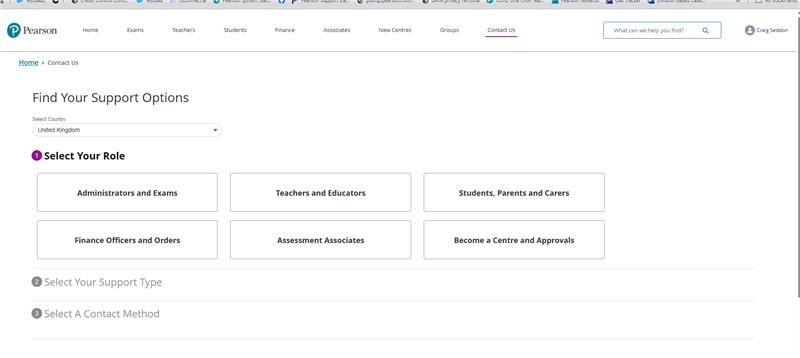 Pearson
Home
Exams
Teachers
Students
Finance
Associates
New Centres
Groups
Contact Us
What can we help you find?
Craig Seddon
Home › Contact Us
Find Your Support Options
Select Country
United Kingdom
1 Select Your Role
Administrators and Exams
Teachers and Educators
Students, Parents and Carers
Finance Officers and Orders
Assessment Associates
Become a Centre and Approvals
2 Select Your Support Type
3 Select A Contact Method